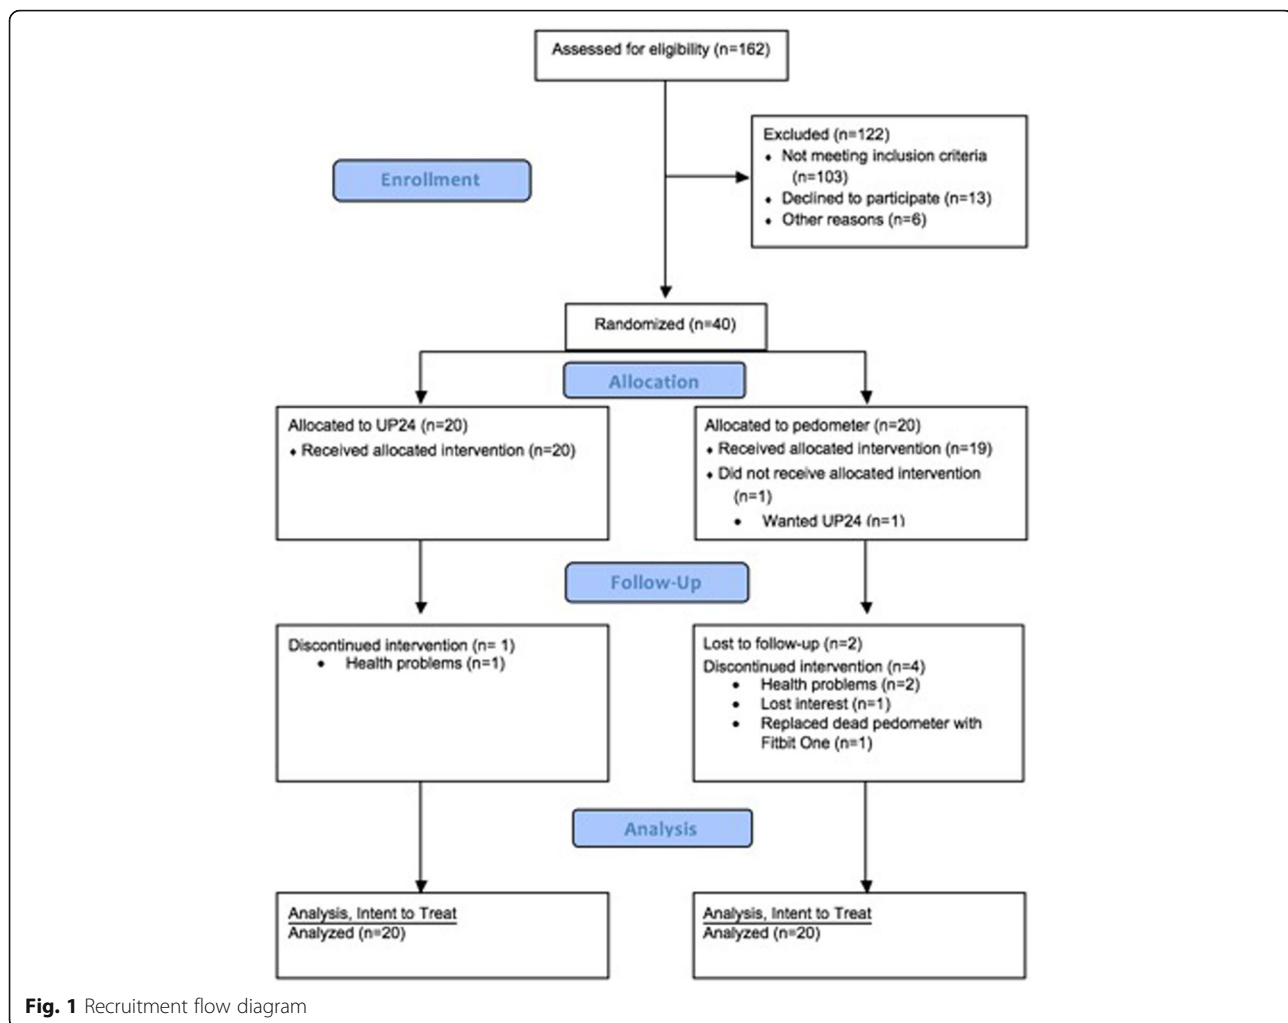 Assessed for eligibility (n=162)
Excluded (n=122)
⬧ Not meeting inclusion criteria
(n=103)
⬧ Declined to participate (n=13)
⬧ Other reasons (n=6)
Enrollment
Randomized (n=40)
Allocation
Allocated to UP24 (n=20)
⬧ Received allocated intervention (n=20)
Allocated to pedometer (n=20)
⬧ Received allocated intervention (n=19)
⬧ Did not receive allocated intervention
(n=1)
• Wanted UP24 (n=1)
Follow-Up
Discontinued intervention (n= 1)
• Health problems (n=1)
Lost to follow-up (n=2)
Discontinued intervention (n=4)
• Health problems (n=2)
• Lost interest (n=1)
• Replaced dead pedometer with
Fitbit One (n=1)
Analysis
Analysis, Intent to Treat
Analyzed (n=20)
Analysis, Intent to Treat
Analyzed (n=20)
Fig. 1 Recruitment flow diagram